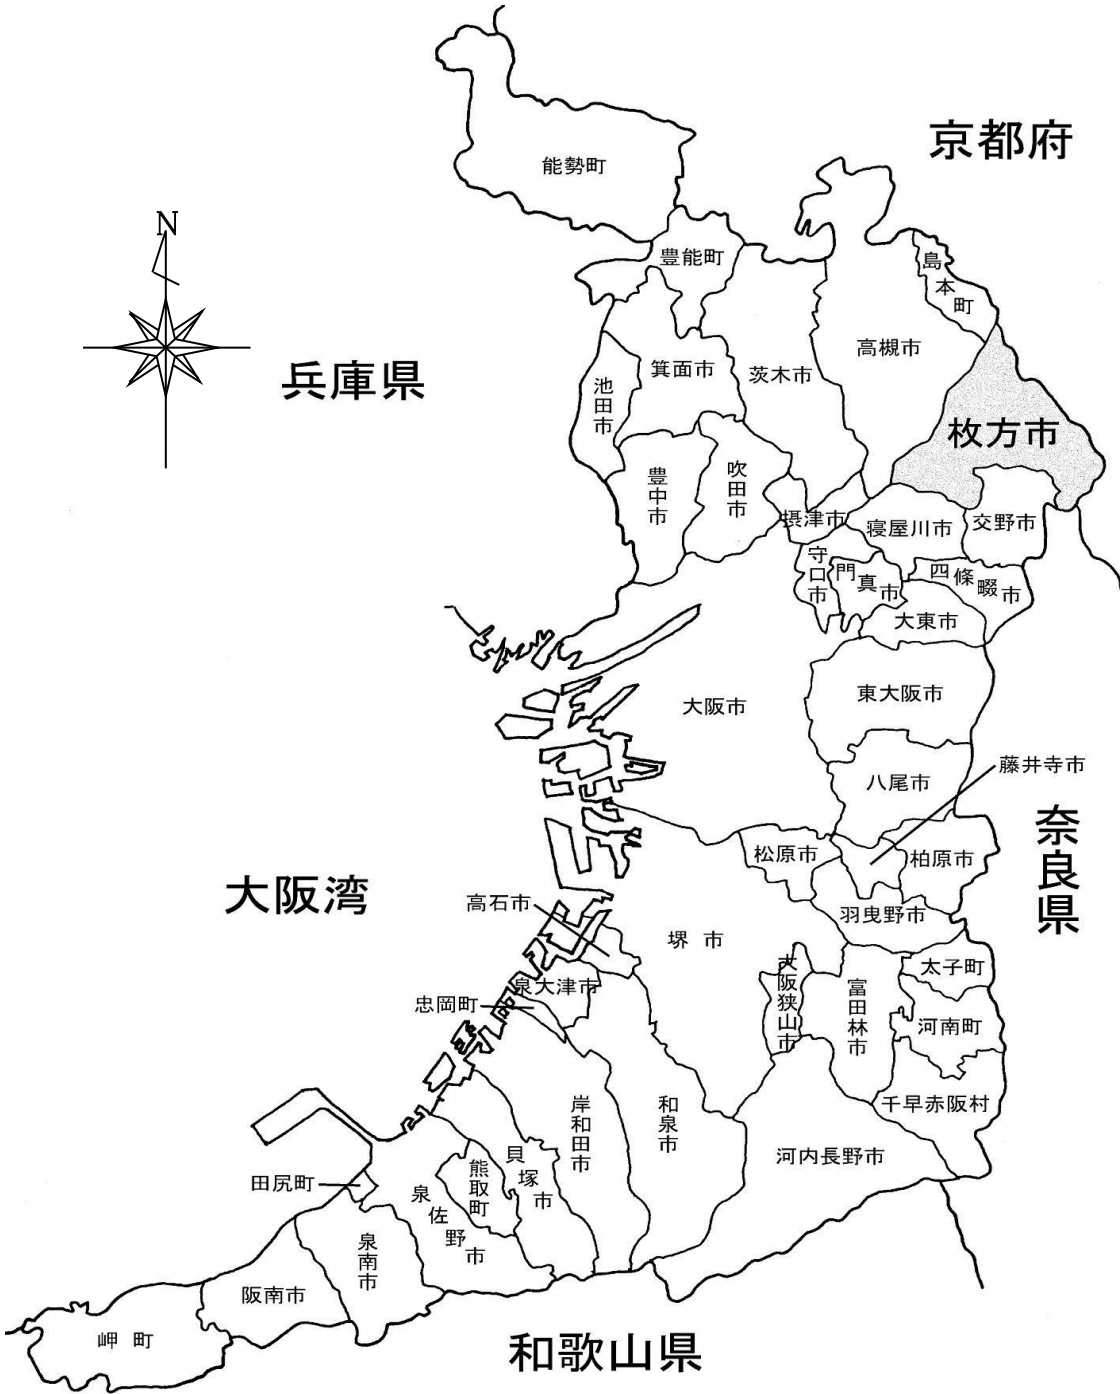 京都府
能勢町
N
豊能町
島本町
高槻市
兵庫県
箕面市
茨木市
池田市
枚方市
豊中市
吹田市
摂津市
寝屋川市
交野市
守口市
門真市
四條畷市
大東市
東大阪市
大阪市
藤井寺市
八尾市
奈良県
松原市
柏原市
大阪湾
高石市
羽曳野市
堺市
太子町
大阪狭山市
富田林市
泉大津市
忠岡町
河南町
千早赤阪村
岸和田市
和泉市
河内長野市
貝塚市
熊取町
田尻町
泉佐野市
泉南市
阪南市
岬町
和歌山県